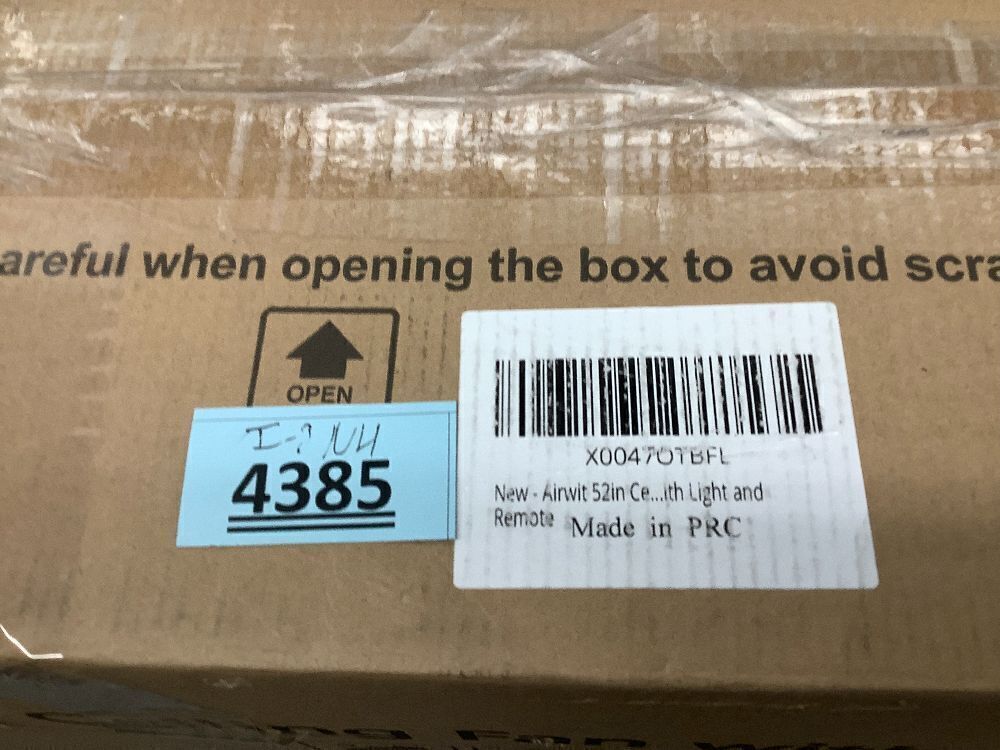 areful when opening the box to avoid scra
OPEN
4385
X0047OTBFL
New - Airwit 52in Ce...ith Light and
Remote Made in PRC